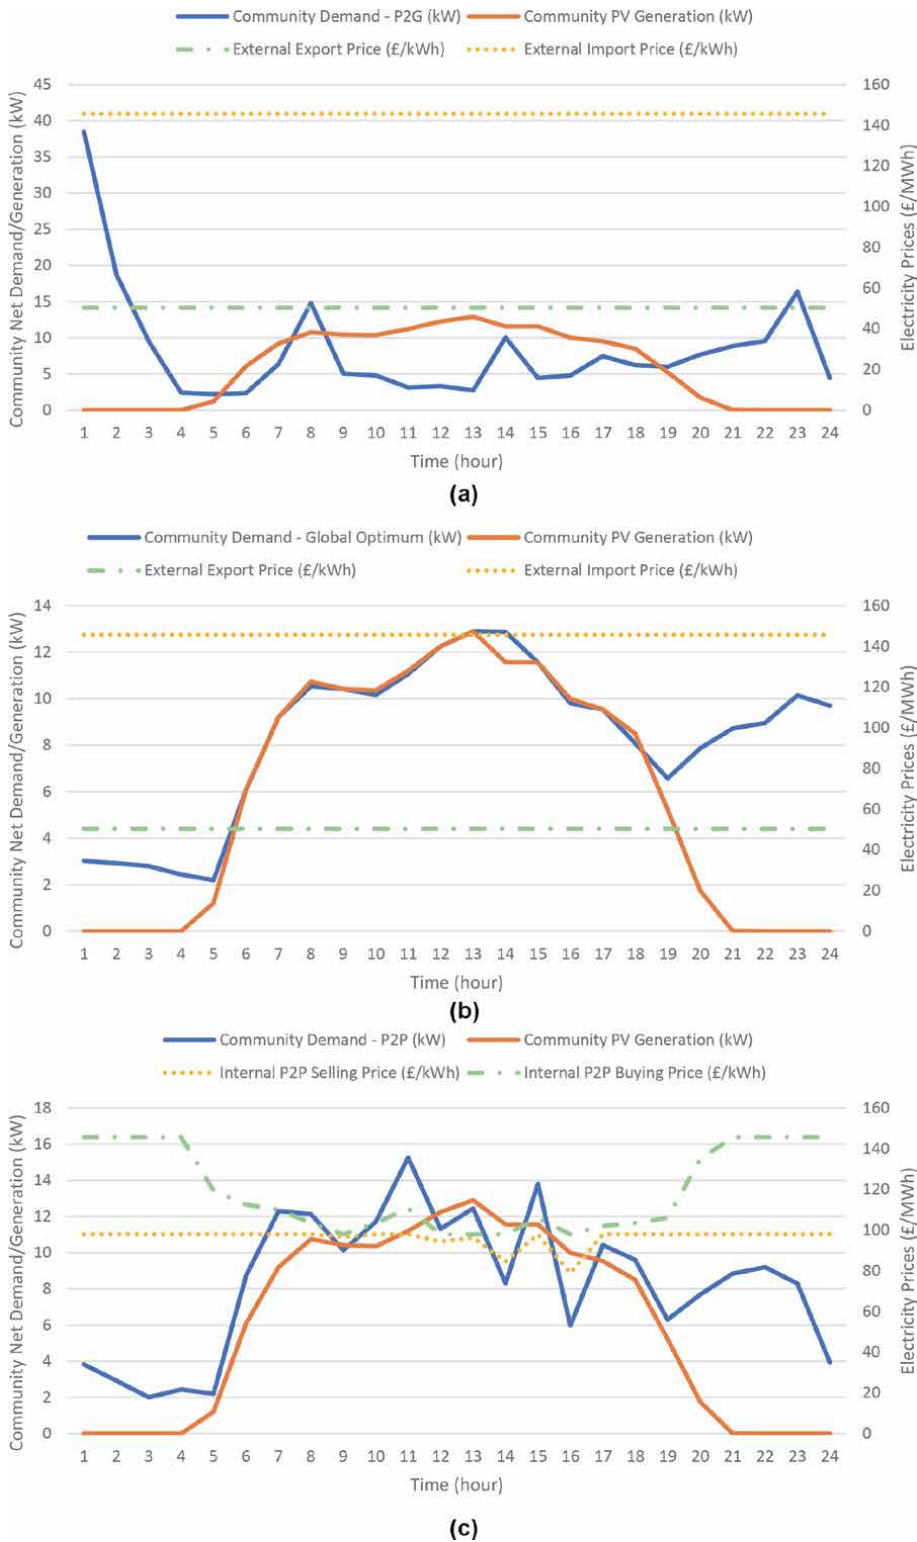 Community Demand - P2G (kW) Community PV Generation (kW)
External Export Price (£/kWh) External Import Price (£/kWh)
Community Net Demand/Generation (kW)
45
40
35
30
25
20
15
10
5
0
160
140
120
100
80
60
40
20
0
Electricity Prices (£/MWh)
1 2 3 4 5 6 7 8 9 10 11 12 13 14 15 16 17 18 19 20 21 22 23 24
Time (hour)
(a)
Community Demand - Global Optimum (kW) Community PV Generation (kW)
External Export Price (£/kWh) External Import Price (£/kWh)
Community Net Demand/Generation (kW)
14
12
10
8
6
4
2
0
160
140
120
100
80
60
40
20
0
Electricity Prices (£/MWh)
1 2 3 4 5 6 7 8 9 10 11 12 13 14 15 16 17 18 19 20 21 22 23 24
Time (hour)
(b)
Community Demand - P2P (kW) Community PV Generation (kW)
Internal P2P Selling Price (£/kWh) Internal P2P Buying Price (£/kWh)
Community Net Demand/Generation (kW)
18
16
14
12
10
8
6
4
2
0
160
140
120
100
80
60
40
20
0
Electricity Prices (£/MWh)
1 2 3 4 5 6 7 8 9 10 11 12 13 14 15 16 17 18 19 20 21 22 23 24
Time (hour)
(c)